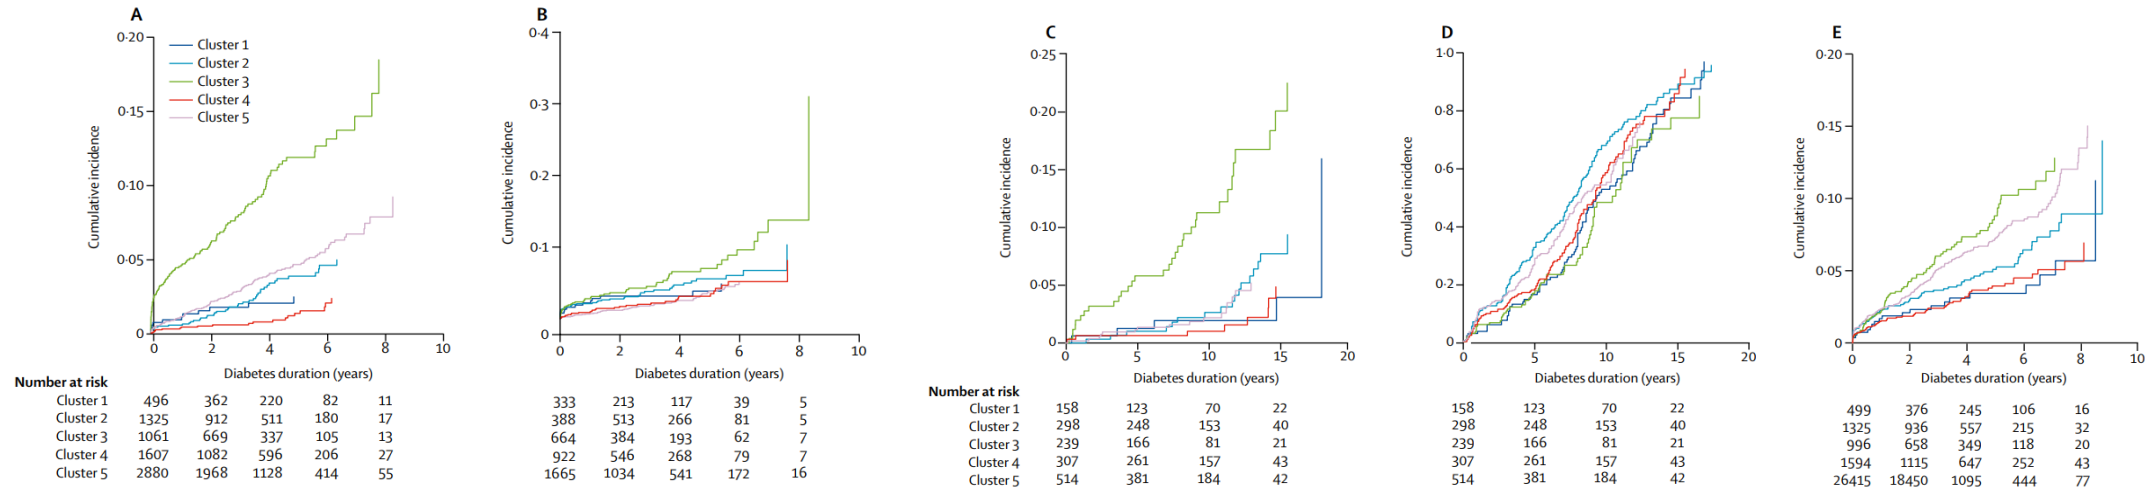 A
0·20
0·15
0·10
0·05
0
Cumulative incidence
Cluster 1
Cluster 2
Cluster 3
Cluster 4
Cluster 5
0 2 4 6 8 10
Diabetes duration (years)
Number at risk
Cluster 1 496 362 220 82 11
Cluster 2 1325 912 511 180 17
Cluster 3 1061 669 337 105 13
Cluster 4 1607 1082 596 206 27
Cluster 5 2880 1968 1128 414 55
B
0·4
0·3
0·2
0·1
0
Cumulative incidence
0 2 4 6 8 10
Diabetes duration (years)
333 213 117 39 5
388 513 266 81 5
664 384 193 62 7
922 546 268 79 7
1665 1034 541 172 16
C
0·25
0·20
0·15
0·10
0·05
0
Cumulative incidence
0 5 10 15 20
Diabetes duration (years)
Number at risk
Cluster 1 158 123 70 22
Cluster 2 298 248 153 40
Cluster 3 239 166 81 21
Cluster 4 307 261 157 43
Cluster 5 514 381 184 42
D
1·0
0·8
0·6
0·4
0·2
0
Cumulative incidence
0 5 10 15 20
Diabetes duration (years)
158 123 70 22
298 248 153 40
239 166 81 21
307 261 157 43
514 381 184 42
E
0·20
0·15
0·10
0·05
0
Cumulative incidence
0 2 4 6 8 10
Diabetes duration (years)
499 376 245 106 16
1325 936 557 215 32
996 658 349 118 20
1594 1115 647 252 43
26415 18450 1095 444 77